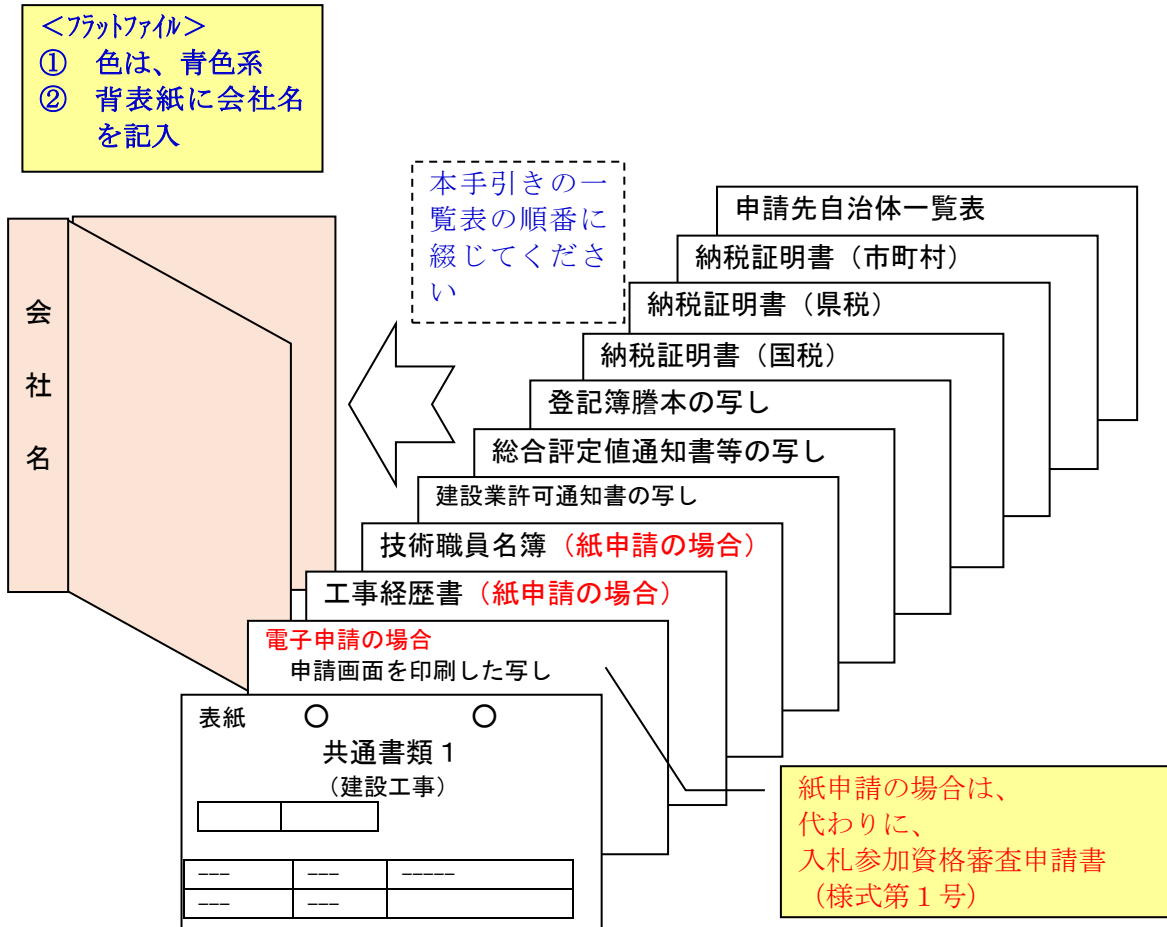 ＜ﾌﾗｯﾄﾌｧｲﾙ＞
①　色は、青色系
②　背表紙に会社名
を記入
本手引きの一
覧表の順番に
綴じてくださ
い
申請先自治体一覧表
納税証明書（市町村）
納税証明書（県税）
納税証明書（国税）
登記簿謄本の写し
総合評定値通知書等の写し
建設業許可通知書の写し
技術職員名簿（紙申請の場合）
工事経歴書（紙申請の場合）
電子申請の場合
申請画面を印刷した写し
会
社
名
表紙　○　○
共通書類１
（建設工事）
--- --- -----
--- ---
紙申請の場合は、
代わりに、
入札参加資格審査申請書
（様式第１号）